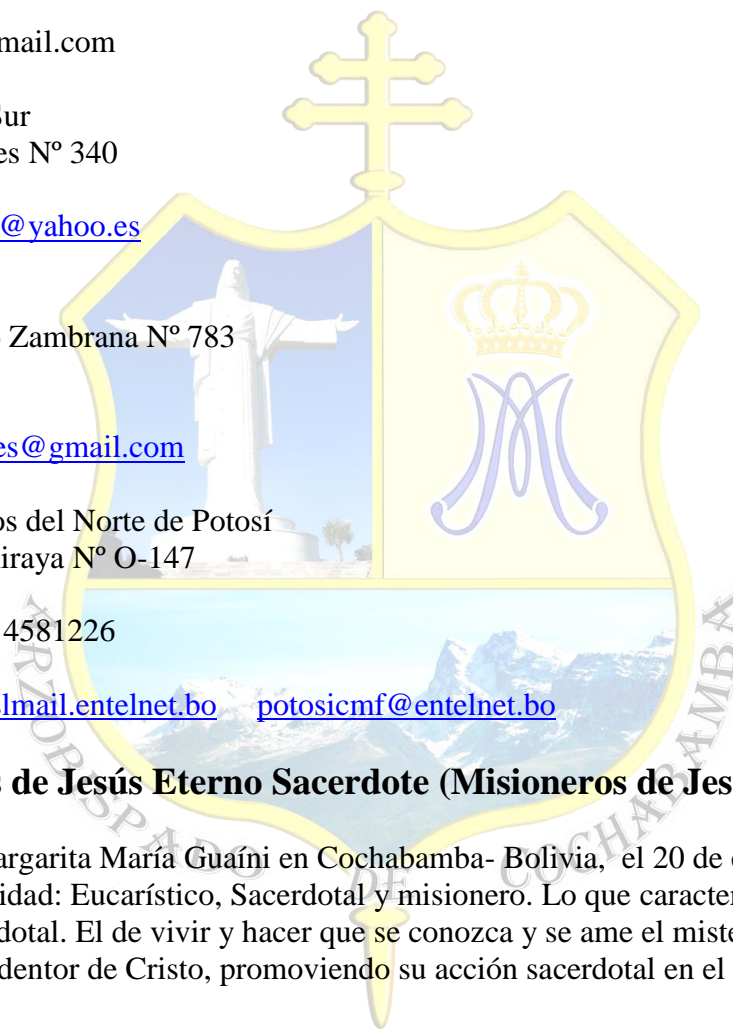 mail.com
Sur
es Nº 340
@yahoo.es
Zambrana Nº 783
es@gmail.com
os del Norte de Potosí
iraya Nº O-147
4581226
lmail.entelnet.bo potosicmf@entelnet.bo
s de Jesús Eterno Sacerdote (Misioneros de Jes
argarita María Guaíni en Cochabamba- Bolivia, el 20 de
idad: Eucarístico, Sacerdotal y misionero. Lo que caracter
dotal. El de vivir y hacer que se conozca y se ame el miste
dentor de Cristo, promoviendo su acción sacerdotal en el
ARZOBISPADO DE COCHABAMBA